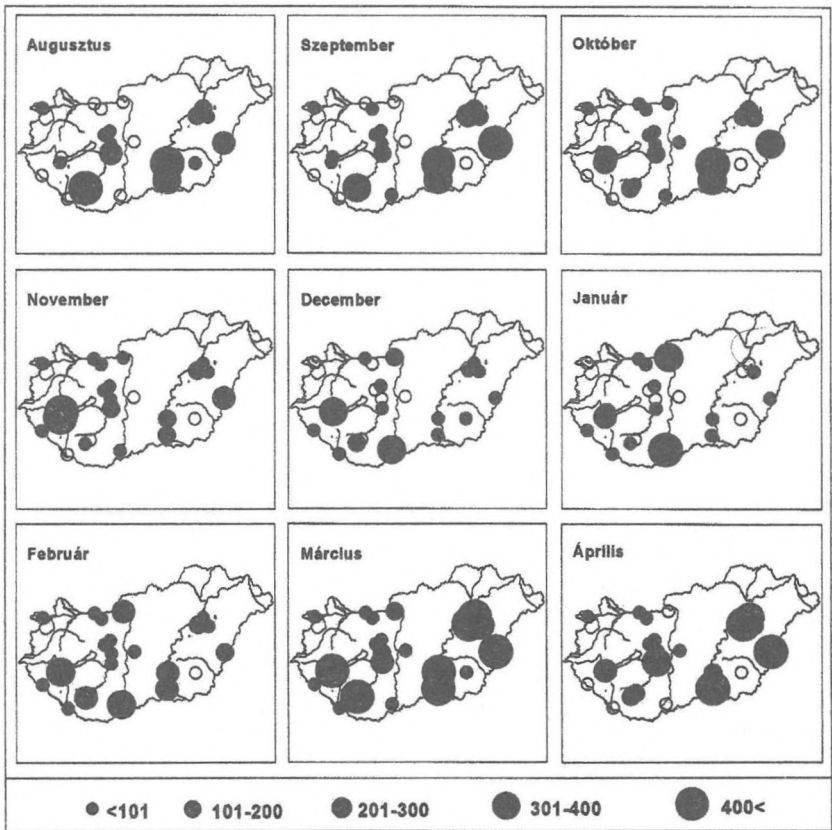 Augusztus
Szeptember
Október
November
December
Január
Február
Március
Április
<101 101-200 201-300 301-400 400<